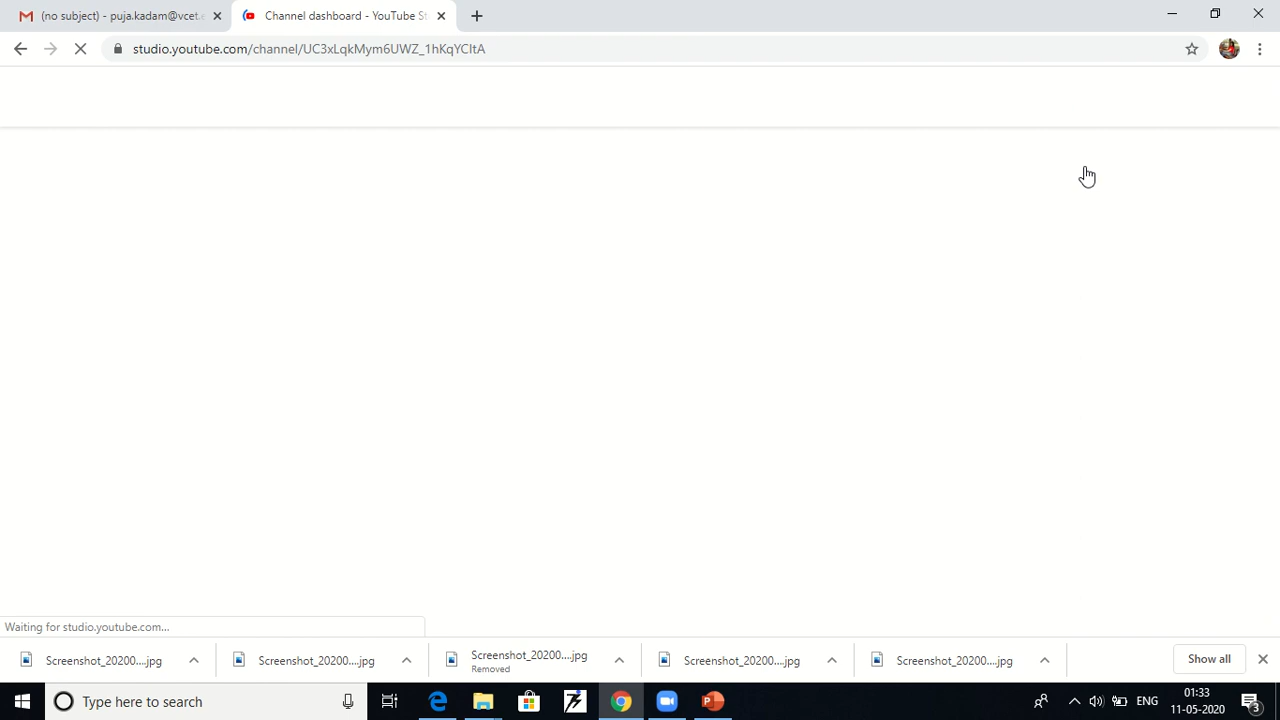 (no subject) - puja.kadam@vcet.e
Channel dashboard - YouTube St
studio.youtube.com/channel/UC3xLqkMym6UWZ_1hKqYCltA
Waiting for studio.youtube.com...
Screenshot_20200....jpg
Screenshot_20200....jpg
Screenshot_20200....jpg
Removed
Screenshot_20200....jpg
Screenshot_20200....jpg
Show all
Type here to search
ENG
01:33
11-05-2020
3